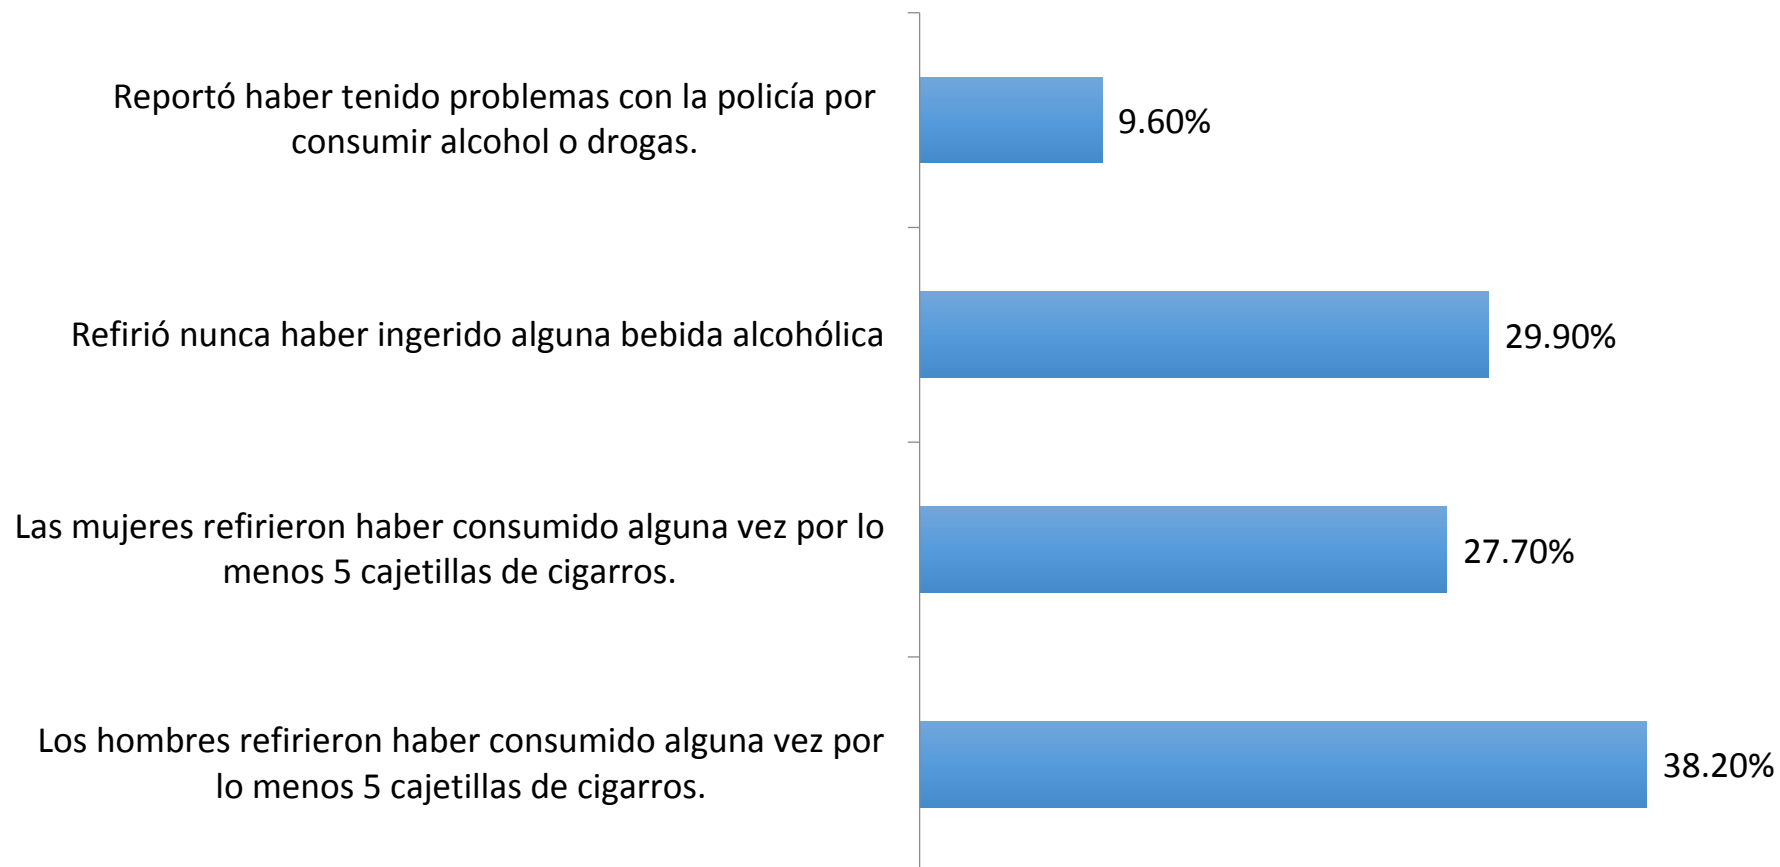 Reportó haber tenido problemas con la policía por
consumir alcohol o drogas.
9.60%
Refirió nunca haber ingerido alguna bebida alcohólica
29.90%
Las mujeres refirieron haber consumido alguna vez por lo
menos 5 cajetillas de cigarros.
27.70%
Los hombres refirieron haber consumido alguna vez por
lo menos 5 cajetillas de cigarros.
38.20%